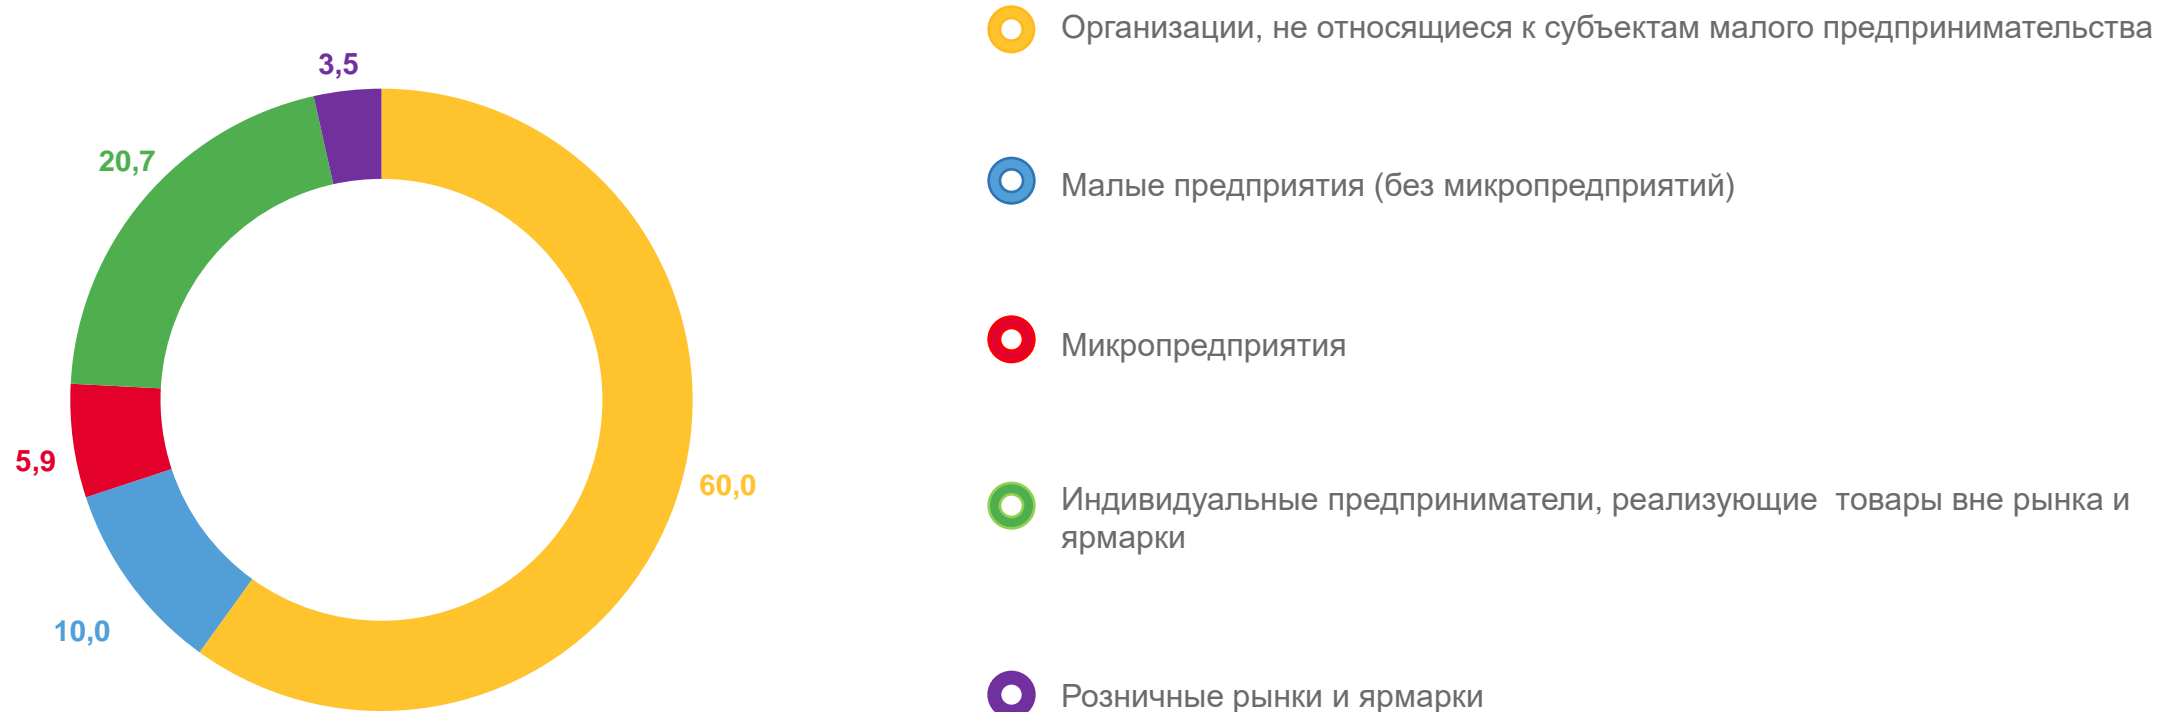 3,5
20,7
5,9
10,0
60,0
Организации, не относящиеся к субъектам малого предпринимательства
Малые предприятия (без микропредприятий)
Микропредприятия
Индивидуальные предприниматели, реализующие  товары вне рынка и
ярмарки
Розничные рынки и ярмарки